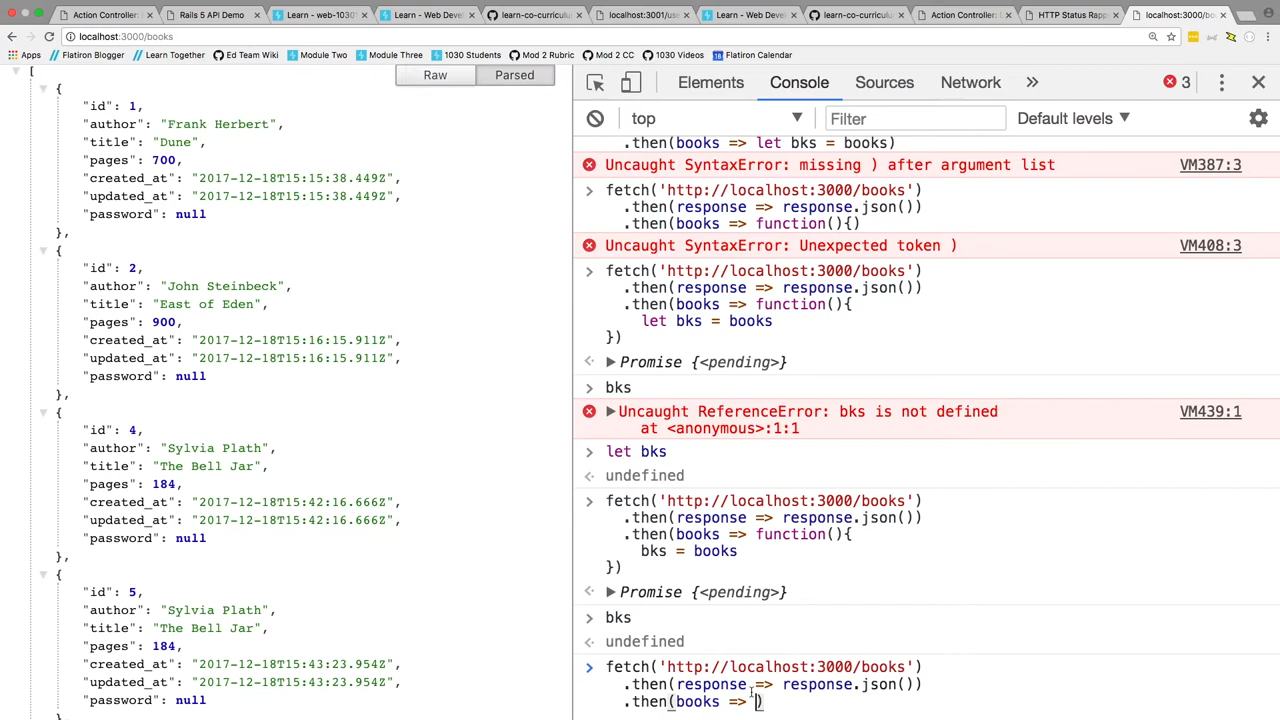 Action Controller:
Rails 5 API Demo
Learn - web-1030
Learn - Web Deve
learn-co-curricul
localhost:3001/us
Learn - Web Deve
learn-co-curricul
Action Controller:
HTTP Status Rap
localhost:3000/bo
localhost:3000/books
Apps
Flatiron Blogger
Learn Together
Ed Team Wiki
Module Two
Module Three
1030 Students
Mod 2 Rubric
Mod 2 CC
1030 Videos
Flatiron Calendar
Raw
Parsed
[
{
"id": 1,
"author": "Frank Herbert",
"title": "Dune",
"pages": 700,
"created_at": "2017-12-18T15:15:38.449Z",
"updated_at": "2017-12-18T15:15:38.449Z",
"password": null
},
{
"id": 2,
"author": "John Steinbeck",
"title": "East of Eden",
"pages": 900,
"created_at": "2017-12-18T15:16:15.911Z",
"updated_at": "2017-12-18T15:16:15.911Z",
"password": null
},
{
"id": 4,
"author": "Sylvia Plath",
"title": "The Bell Jar",
"pages": 184,
"created_at": "2017-12-18T15:42:16.666Z",
"updated_at": "2017-12-18T15:42:16.666Z",
"password": null
},
{
"id": 5,
"author": "Sylvia Plath",
"title": "The Bell Jar",
"pages": 184,
"created_at": "2017-12-18T15:43:23.954Z",
"updated_at": "2017-12-18T15:43:23.954Z",
"password": null
},
Elements
Console
Sources
Network
3
top
Filter
Default levels
.then(books => let bks = books)
Uncaught SyntaxError: missing ) after argument list VM387:3
fetch('http://localhost:3000/books')
.then(response => response.json())
.then(books => function(){)
Uncaught SyntaxError: Unexpected token ) VM408:3
fetch('http://localhost:3000/books')
.then(response => response.json())
.then(books => function(){
let bks = books
})
Promise {<pending>}
bks
Uncaught ReferenceError: bks is not defined VM439:1
at <anonymous>:1:1
let bks
undefined
fetch('http://localhost:3000/books')
.then(response => response.json())
.then(books => function(){
bks = books
})
Promise {<pending>}
bks
undefined
fetch('http://localhost:3000/books')
.then(response => response.json())
.then(books => )